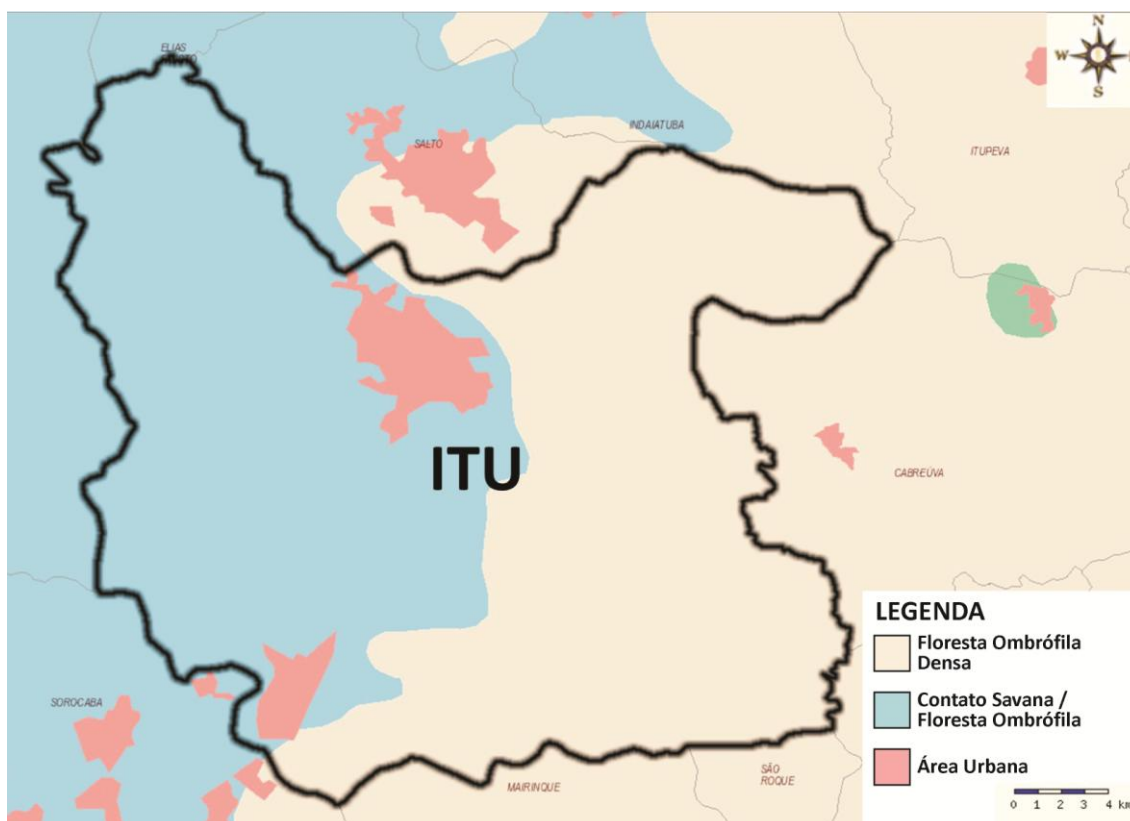 N
W
S
ELIAS
SALTO
INDAIATUBA
ITUPEVA
ITU
CABREÚVA
SOROCABA
MAIRINQUE
SÃO
ROQUE
LEGENDA
Floresta Ombrófila
Densa
Contato Savana /
Floresta Ombrófila
Área Urbana
0 1 2 3 4 km